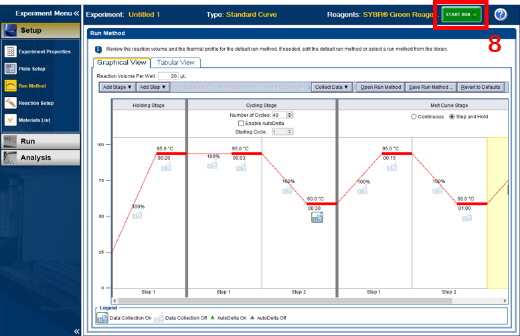 Experiment Menu «
Experiment: Untitled 1
Type: Standard Curve
Reagents: SYBR® Green Reage
START RUN
?
8
Setup
Run Method
Review the reaction volume and the thermal profile for the default run method. If needed, edit the default run method or select a run method from the library.
Experiment Properties
Plate Setup
Run Method
Reaction Setup
Materials List
Run
Analysis
Graphical View
Tabular View
Reaction Volume Per Well: 20 µL
Add Stage ▼
Add Step ▼
Collect Data ▼
Open Run Method
Save Run Method...
Revert to Defaults
Holding Stage
Cycling Stage
Melt Curve Stage
Number of Cycles: 40
Enable AutoDelta
Starting Cycle: 1
Continuous
Step and Hold
100
95.0 °C
95.0 °C
95.0 °C
00:20
100%
00:03
00:15
75
100%
100%
100%
100%
60.0 °C
60.0 °C
00:30
01:00
50
25
0
Step 1
Step 1
Step 2
Step 1
Step 2
Legend
Data Collection On
Data Collection Off
▲ AutoDelta On
▲ AutoDelta Off
«